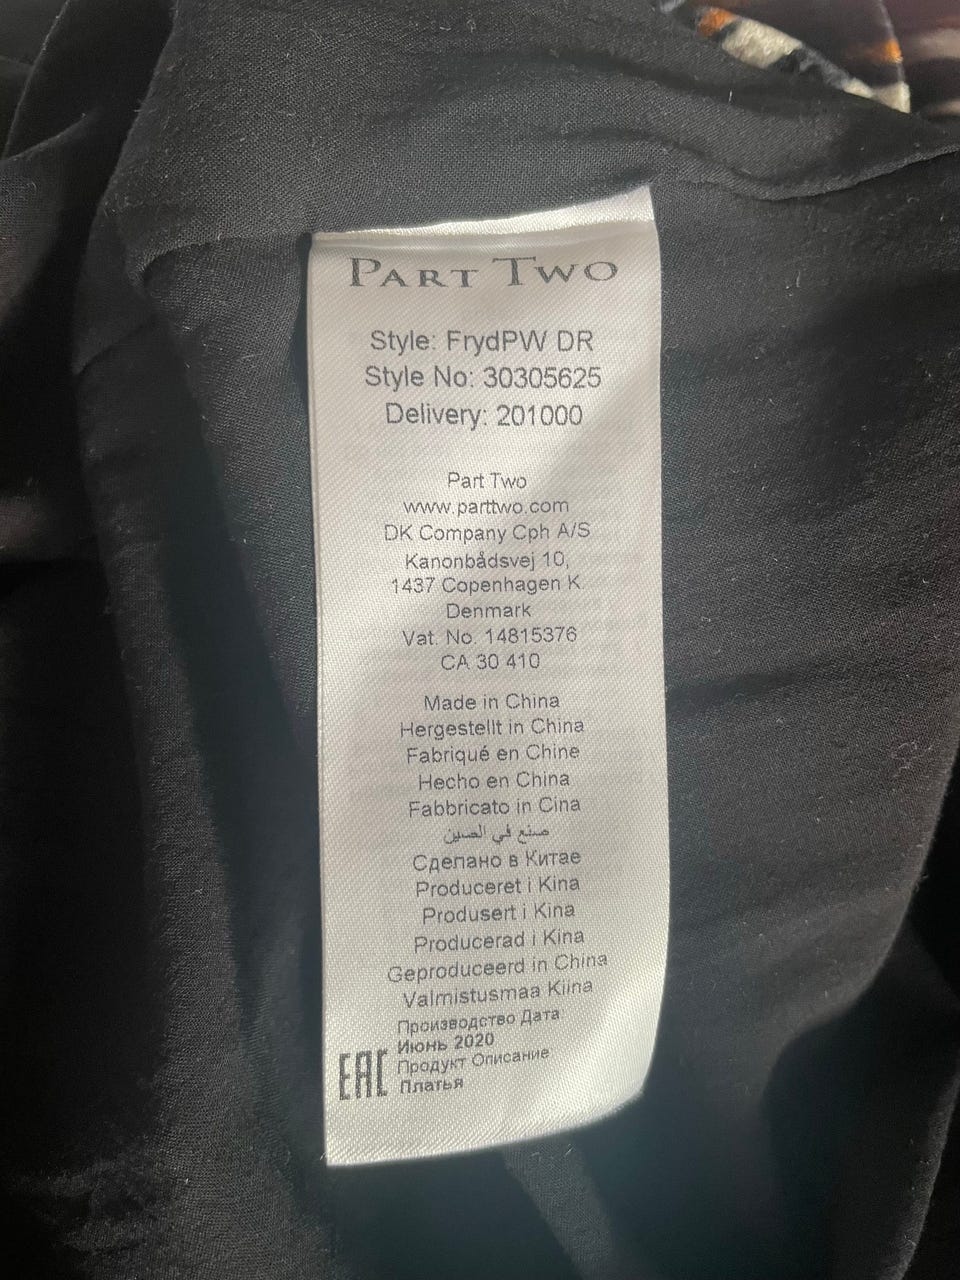 PART TWO
Style: FrydPW DR
Style No: 30305625
Delivery: 201000
Part Two
www.parttwo.com
DK Company Cph A/S
Kanonbådsvej 10,
1437 Copenhagen K.
Denmark
Vat. No. 14815376
CA 30 410
Made in China
Hergestellt in China
Fabriqué en Chine
Hecho en China
Fabbricato in Cina
صنع في الصين
Сделано в Китае
Produceret i Kina
Produsert i Kina
Producerad i Kina
Geproduceerd in China
Valmistusmaa Kiina
Производство Дата
Июнь 2020
Продукт Описание
Платья
EAC